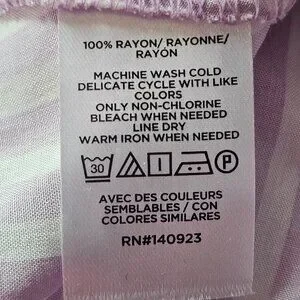 100% RAYON/ RAYONNE/
RAYÓN
MACHINE WASH COLD
DELICATE CYCLE WITH LIKE
COLORS
ONLY NON-CHLORINE
BLEACH WHEN NEEDED
LINE DRY
WARM IRON WHEN NEEDED
30 P
AVEC DES COULEURS
SEMBLABLES / CON
COLORES SIMILARES
RN#140923